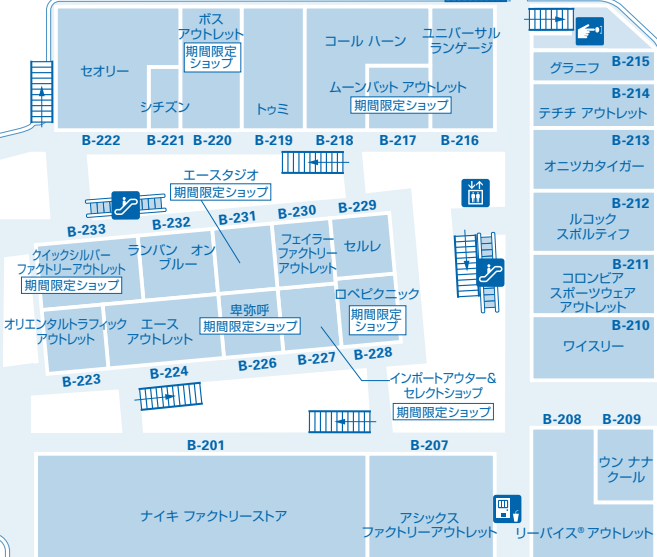 ボス
アウトレット
期間限定
ショップ
セオリー
シチズン
トゥミ
コール ハーン
ユニバーサル
ランゲージ
ムーンバット アウトレット
期間限定ショップ
B-222
B-221
B-220
B-219
B-218
B-217
B-216
グラニフ
B-215
B-214
テチチ アウトレット
B-213
オニツカタイガー
B-212
ルコック
スポルティフ
B-211
コロンビア
スポーツウェア
アウトレット
B-210
ワイスリー
エースタジオ
期間限定ショップ
B-233
B-232
B-231
B-230
B-229
クイックシルバー
ファクトリーアウトレット
期間限定ショップ
ランバン オン
ブルー
フェイラー
ファクトリー
アウトレット
セルレ
オリエンタルトラフィック
アウトレット
エース
アウトレット
卑弥呼
期間限定ショップ
ロペピクニック
期間限定
ショップ
B-223
B-224
B-226
B-227
B-228
インポートアウター&
セレクトショップ
期間限定ショップ
B-201
B-207
B-208
B-209
ナイキ ファクトリーストア
アシックス
ファクトリーアウトレット
ウン ナナ
クール
リーバイス® アウトレット